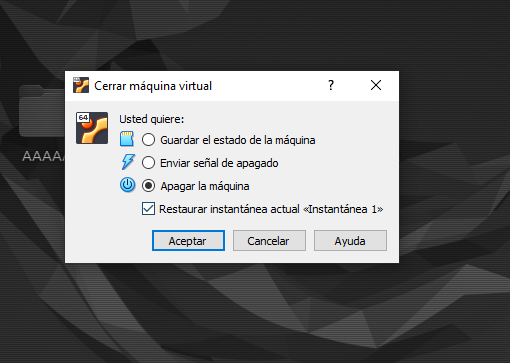 Cerrar máquina virtual
?
64
Usted quiere:
Guardar el estado de la máquina
Enviar señal de apagado
Apagar la máquina
Restaurar instantánea actual «Instantánea 1»
Aceptar
Cancelar
Ayuda
AAAA